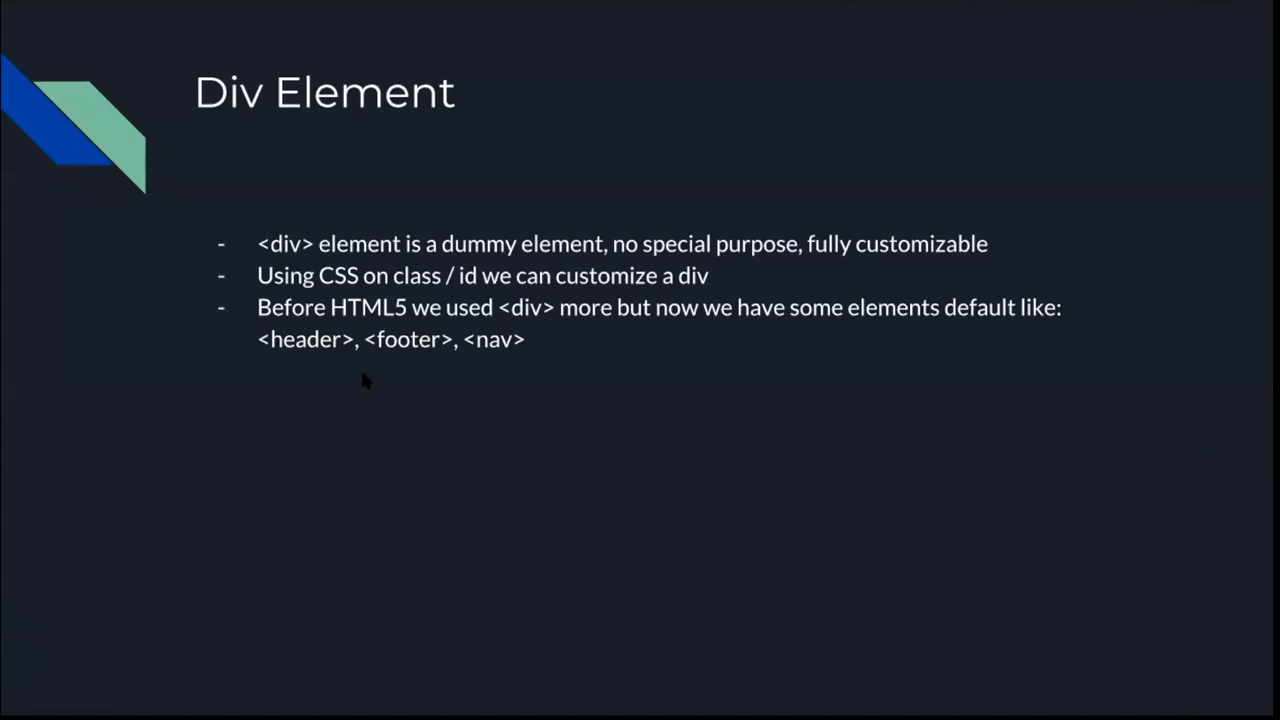 Div Element
- <div> element is a dummy element, no special purpose, fully customizable
- Using CSS on class / id we can customize a div
- Before HTML5 we used <div> more but now we have some elements default like:
<header>, <footer>, <nav>